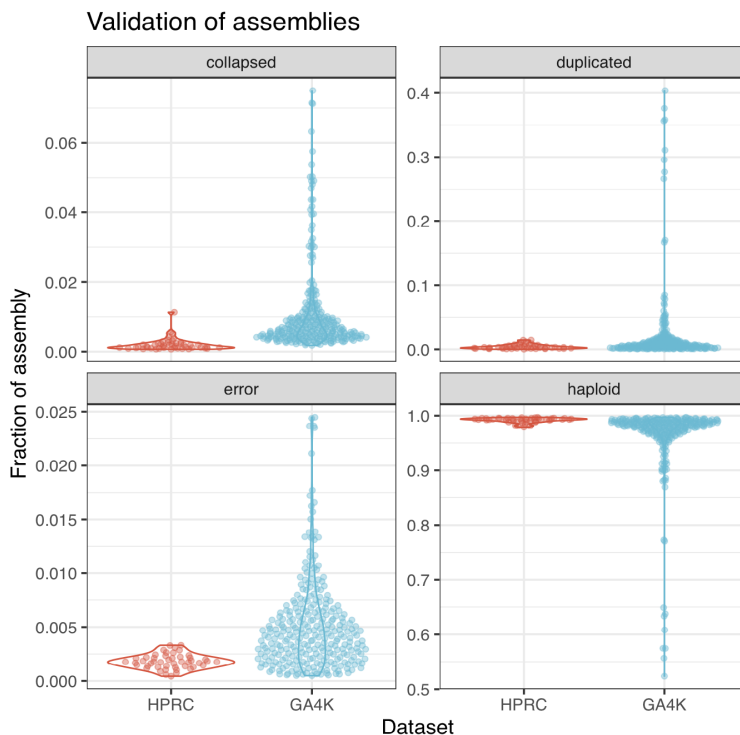 Validation of assemblies
collapsed
duplicated
0.06
0.04
0.02
0.00
0.4
0.3
0.2
0.1
0.0
Fraction of assembly
error
haploid
0.025
0.020
0.015
0.010
0.005
0.000
1.0
0.9
0.8
0.7
0.6
0.5
HPRC
GA4K
HPRC
GA4K
Dataset